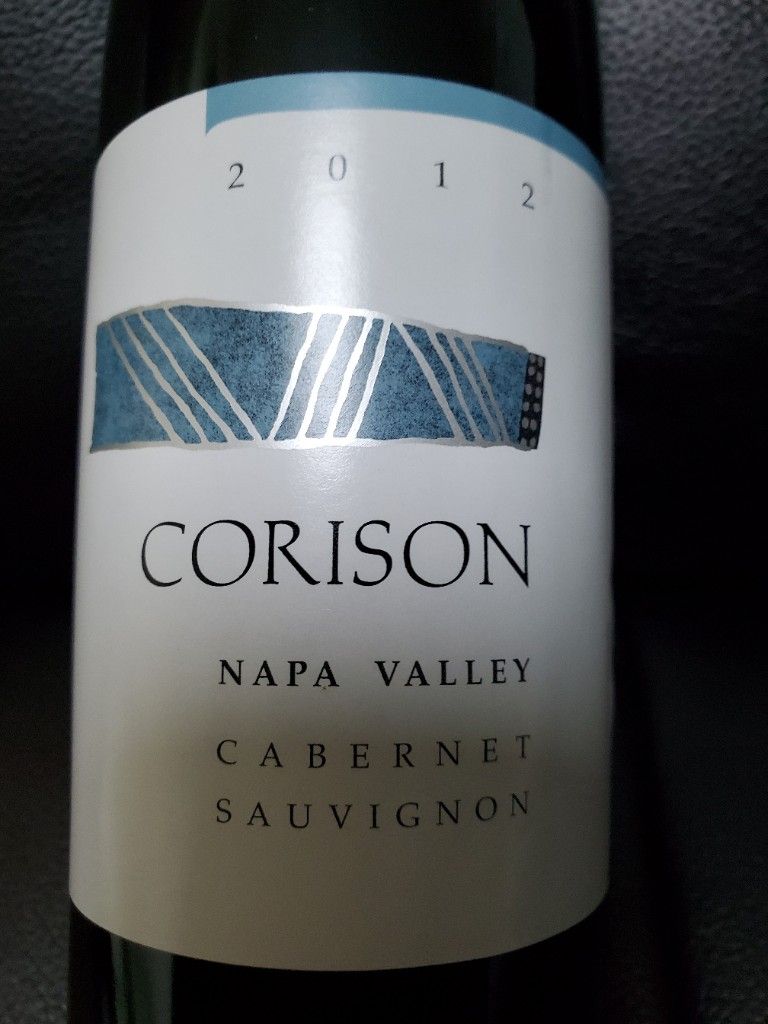 2012
CORISON
NAPA VALLEY
CABERNET
SAUVIGNON